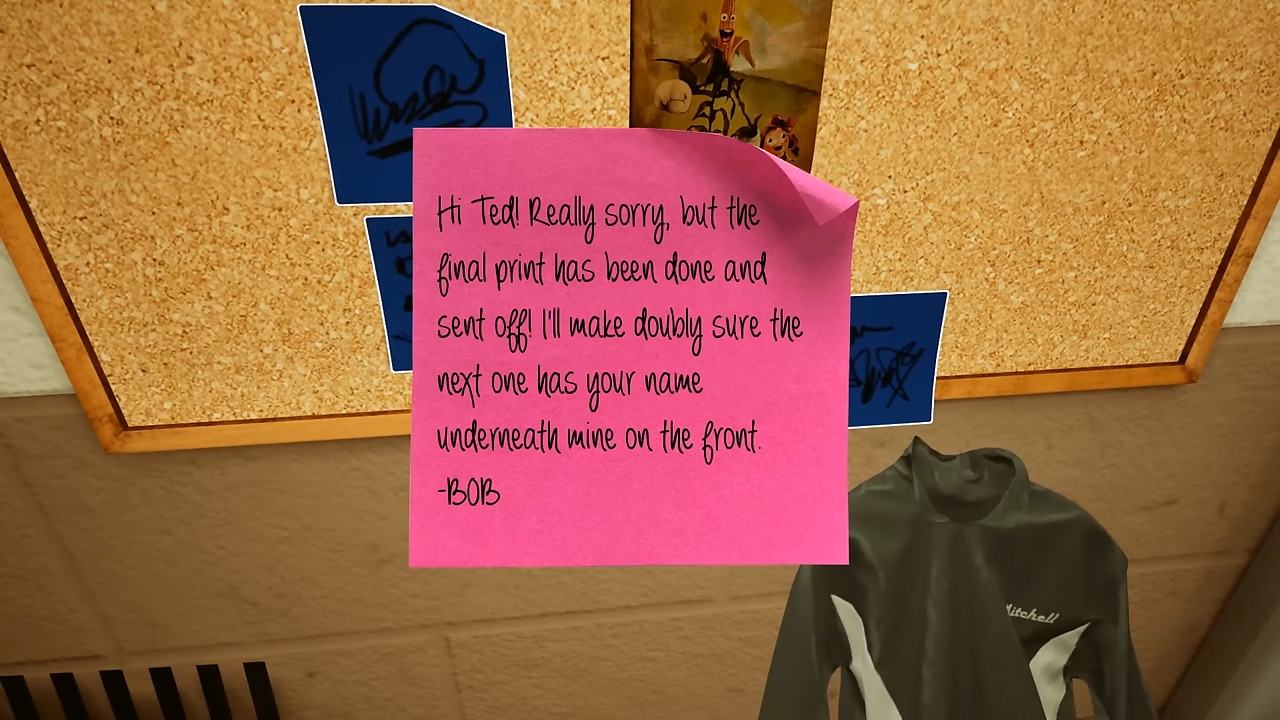 Hi Ted! Really sorry, but the
final print has been done and
sent off! I'll make doubly sure the
next one has your name
underneath mine on the front.
-BOB
Mitchell